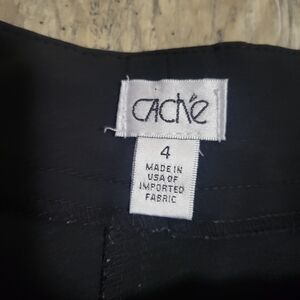 CACHÉ
4
MADE IN
USA OF
IMPORTED
FABRIC